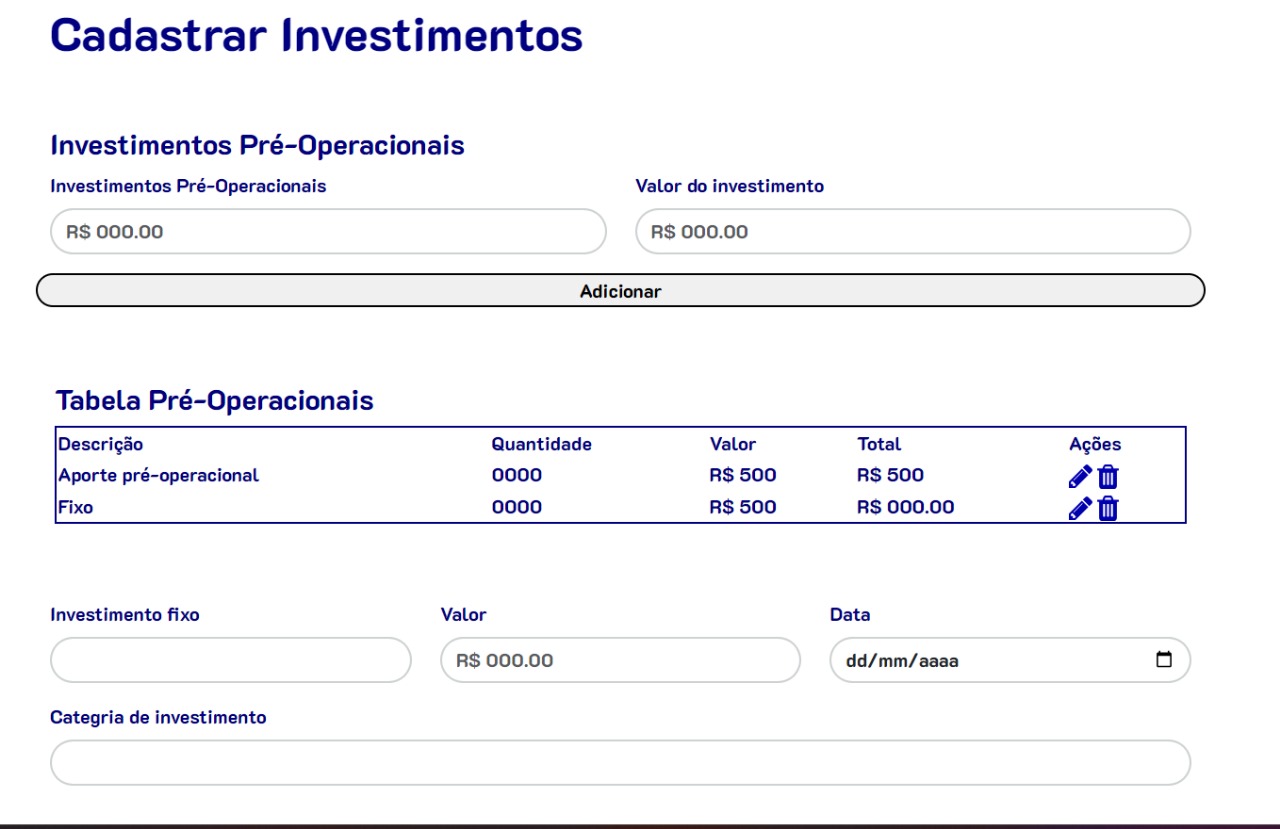 Cadastrar Investimentos
Investimentos Pré-Operacionais
Investimentos Pré-Operacionais Valor do investimento
R$ 000.00 R$ 000.00
Adicionar
Tabela Pré-Operacionais
Descrição Quantidade Valor Total Ações
Aporte pré-operacional 0000 R$ 500 R$ 500
Fixo 0000 R$ 500 R$ 000.00
Investimento fixo Valor Data
R$ 000.00 dd/mm/aaaa
Categria de investimento